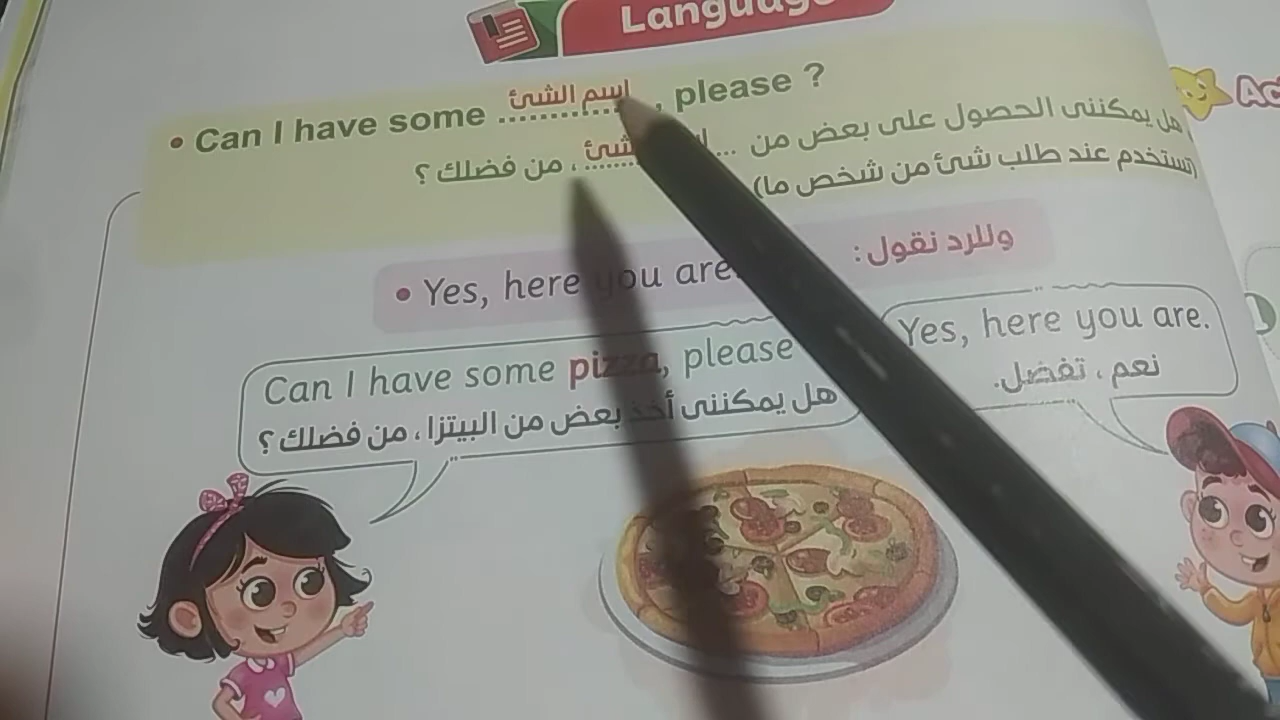 Language
• Can I have some ............ , please ?
اسم الشئ
هل يمكننى الحصول على بعض من ... شئ ، من فضلك ؟
(تستخدم عند طلب شئ من شخص ما)
وللرد نقول :
• Yes, here you are.
Can I have some pizza, please
هل يمكننى أخذ بعض من البيتزا ، من فضلك ؟
Yes, here you are.
نعم ، تفضل.